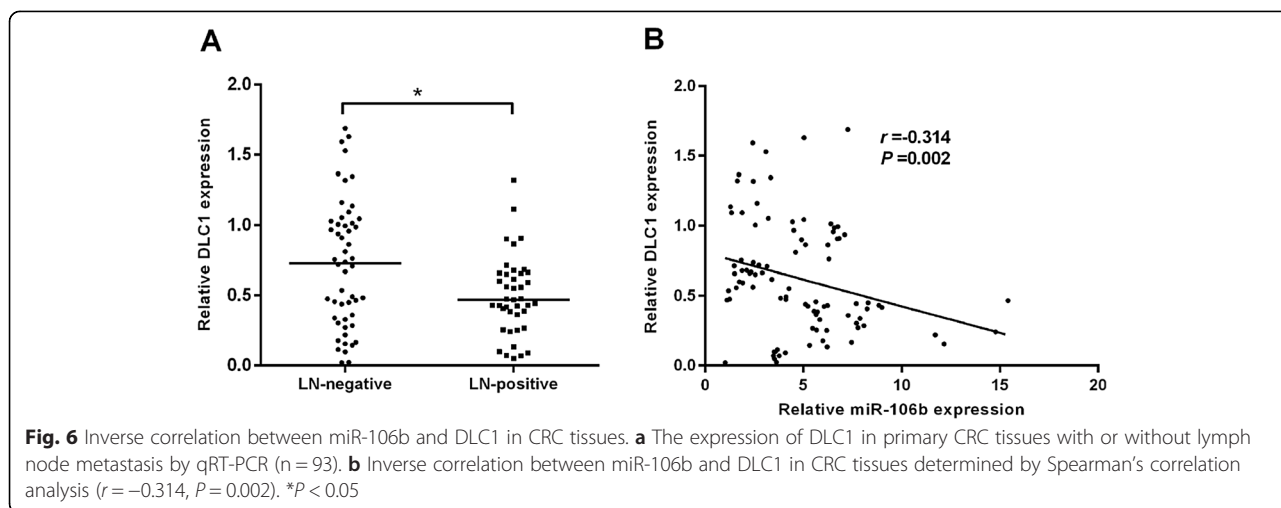 A
B
2.0
1.5
1.0
0.5
0.0
Relative DLC1 expression
*
LN-negative
LN-positive
2.0
1.5
1.0
0.5
0.0
Relative DLC1 expression
r =-0.314
P =0.002
0
5
10
15
20
Relative miR-106b expression
Fig. 6 Inverse correlation between miR-106b and DLC1 in CRC tissues. a The expression of DLC1 in primary CRC tissues with or without lymph
node metastasis by qRT-PCR (n = 93). b Inverse correlation between miR-106b and DLC1 in CRC tissues determined by Spearman's correlation
analysis (r = −0.314, P = 0.002). *P < 0.05